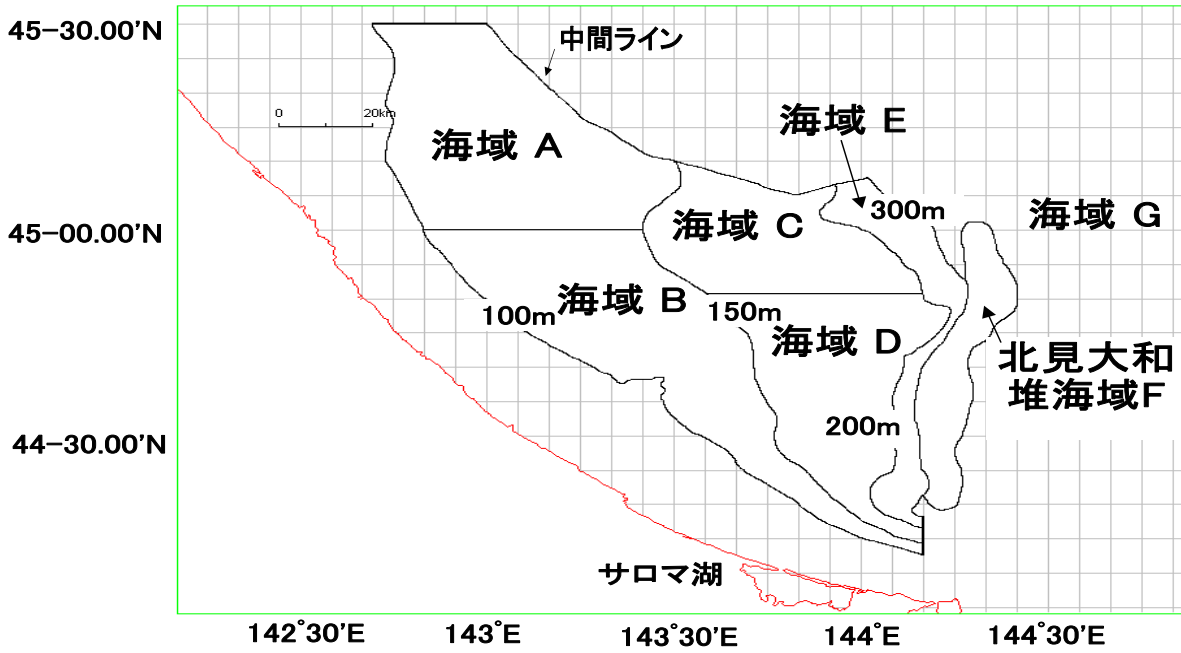 45-30.00'N
中間ライン
0 20km
海域 E
海域 A
300m
海域 G
45-00.00'N
海域 C
海域 B
100m
150m
海域 D
北見大和
堆海域F
200m
44-30.00'N
サロマ湖
142°30'E 143°E 143°30'E 144°E 144°30'E